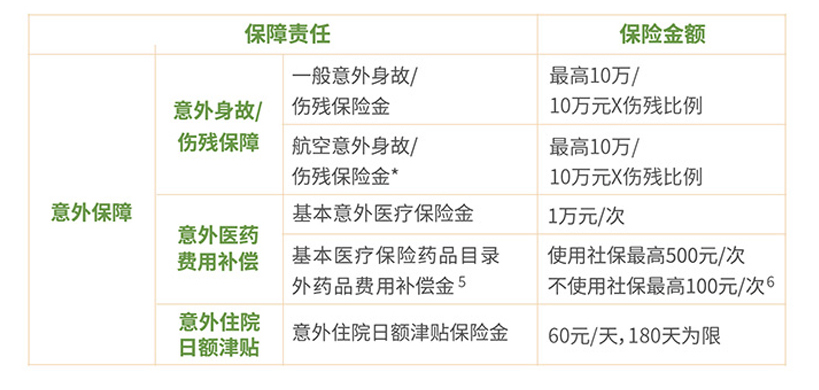 保障责任
保险金额
意外保障
意外身故/
伤残保障
一般意外身故/
伤残保险金
最高10万/
10万元X伤残比例
航空意外身故/
伤残保险金*
最高10万/
10万元X伤残比例
意外医药
费用补偿
基本意外医疗保险金
1万元/次
基本医疗保险药品目录
外药品费用补偿金5
使用社保最高500元/次
不使用社保最高100元/次6
意外住院
日额津贴
意外住院日额津贴保险金
60元/天，180天为限